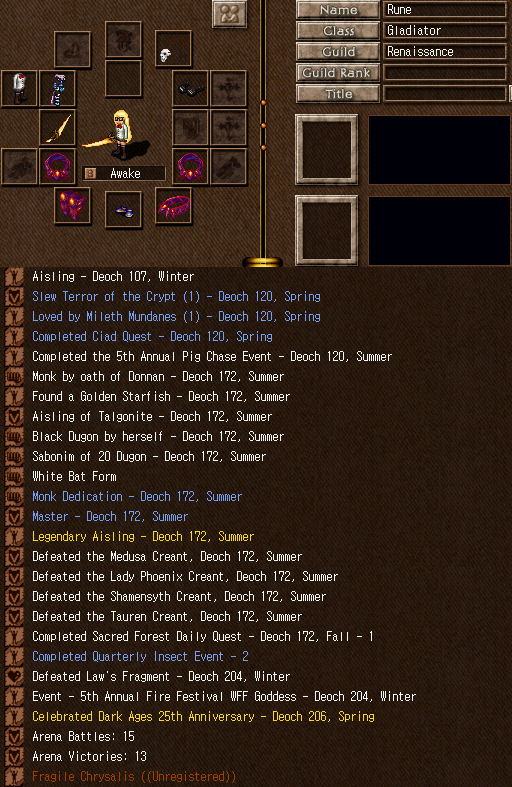 Name Rune
Class Gladiator
Guild Renaissance
Guild Rank
Title
Awake
Aisling - Deoch 107, Winter
Slew Terror of the Crypt (1) - Deoch 120, Spring
Loved by Mileth Mundanes (1) - Deoch 120, Spring
Completed Ciad Quest - Deoch 120, Spring
Completed the 5th Annual Pig Chase Event - Deoch 120, Summer
Monk by oath of Donnan - Deoch 172, Summer
Found a Golden Starfish - Deoch 172, Summer
Aisling of Talgonite - Deoch 172, Summer
Black Dugon by herself - Deoch 172, Summer
Sabonim of 20 Dugon - Deoch 172, Summer
White Bat Form
Monk Dedication - Deoch 172, Summer
Master - Deoch 172, Summer
Legendary Aisling - Deoch 172, Summer
Defeated the Medusa Creant, Deoch 172, Summer
Defeated the Lady Phoenix Creant, Deoch 172, Summer
Defeated the Shamensyth Creant, Deoch 172, Summer
Defeated the Tauren Creant, Deoch 172, Summer
Completed Sacred Forest Daily Quest - Deoch 172, Fall - 1
Completed Quarterly Insect Event - 2
Defeated Law's Fragment - Deoch 204, Winter
Event - 5th Annual Fire Festival WFF Goddess - Deoch 204, Winter
Celebrated Dark Ages 25th Anniversary - Deoch 206, Spring
Arena Battles: 15
Arena Victories: 13
Fragile Chrysalis ((Unregistered))